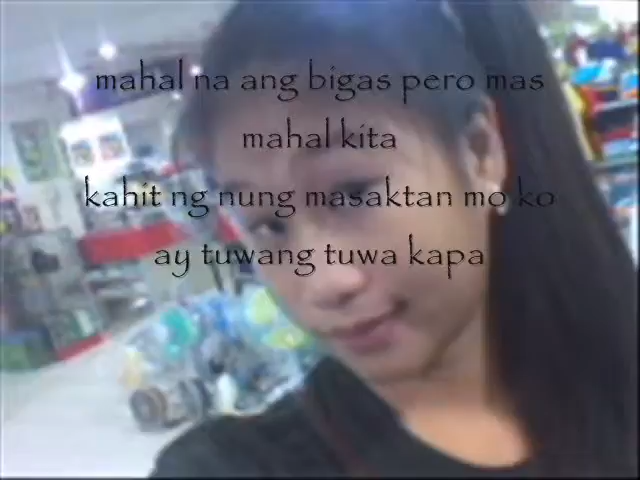 mahal na ang bigas pero mas
mahal kita
kahit ng nung masaktan mo ko
ay tuwang tuwa kapa